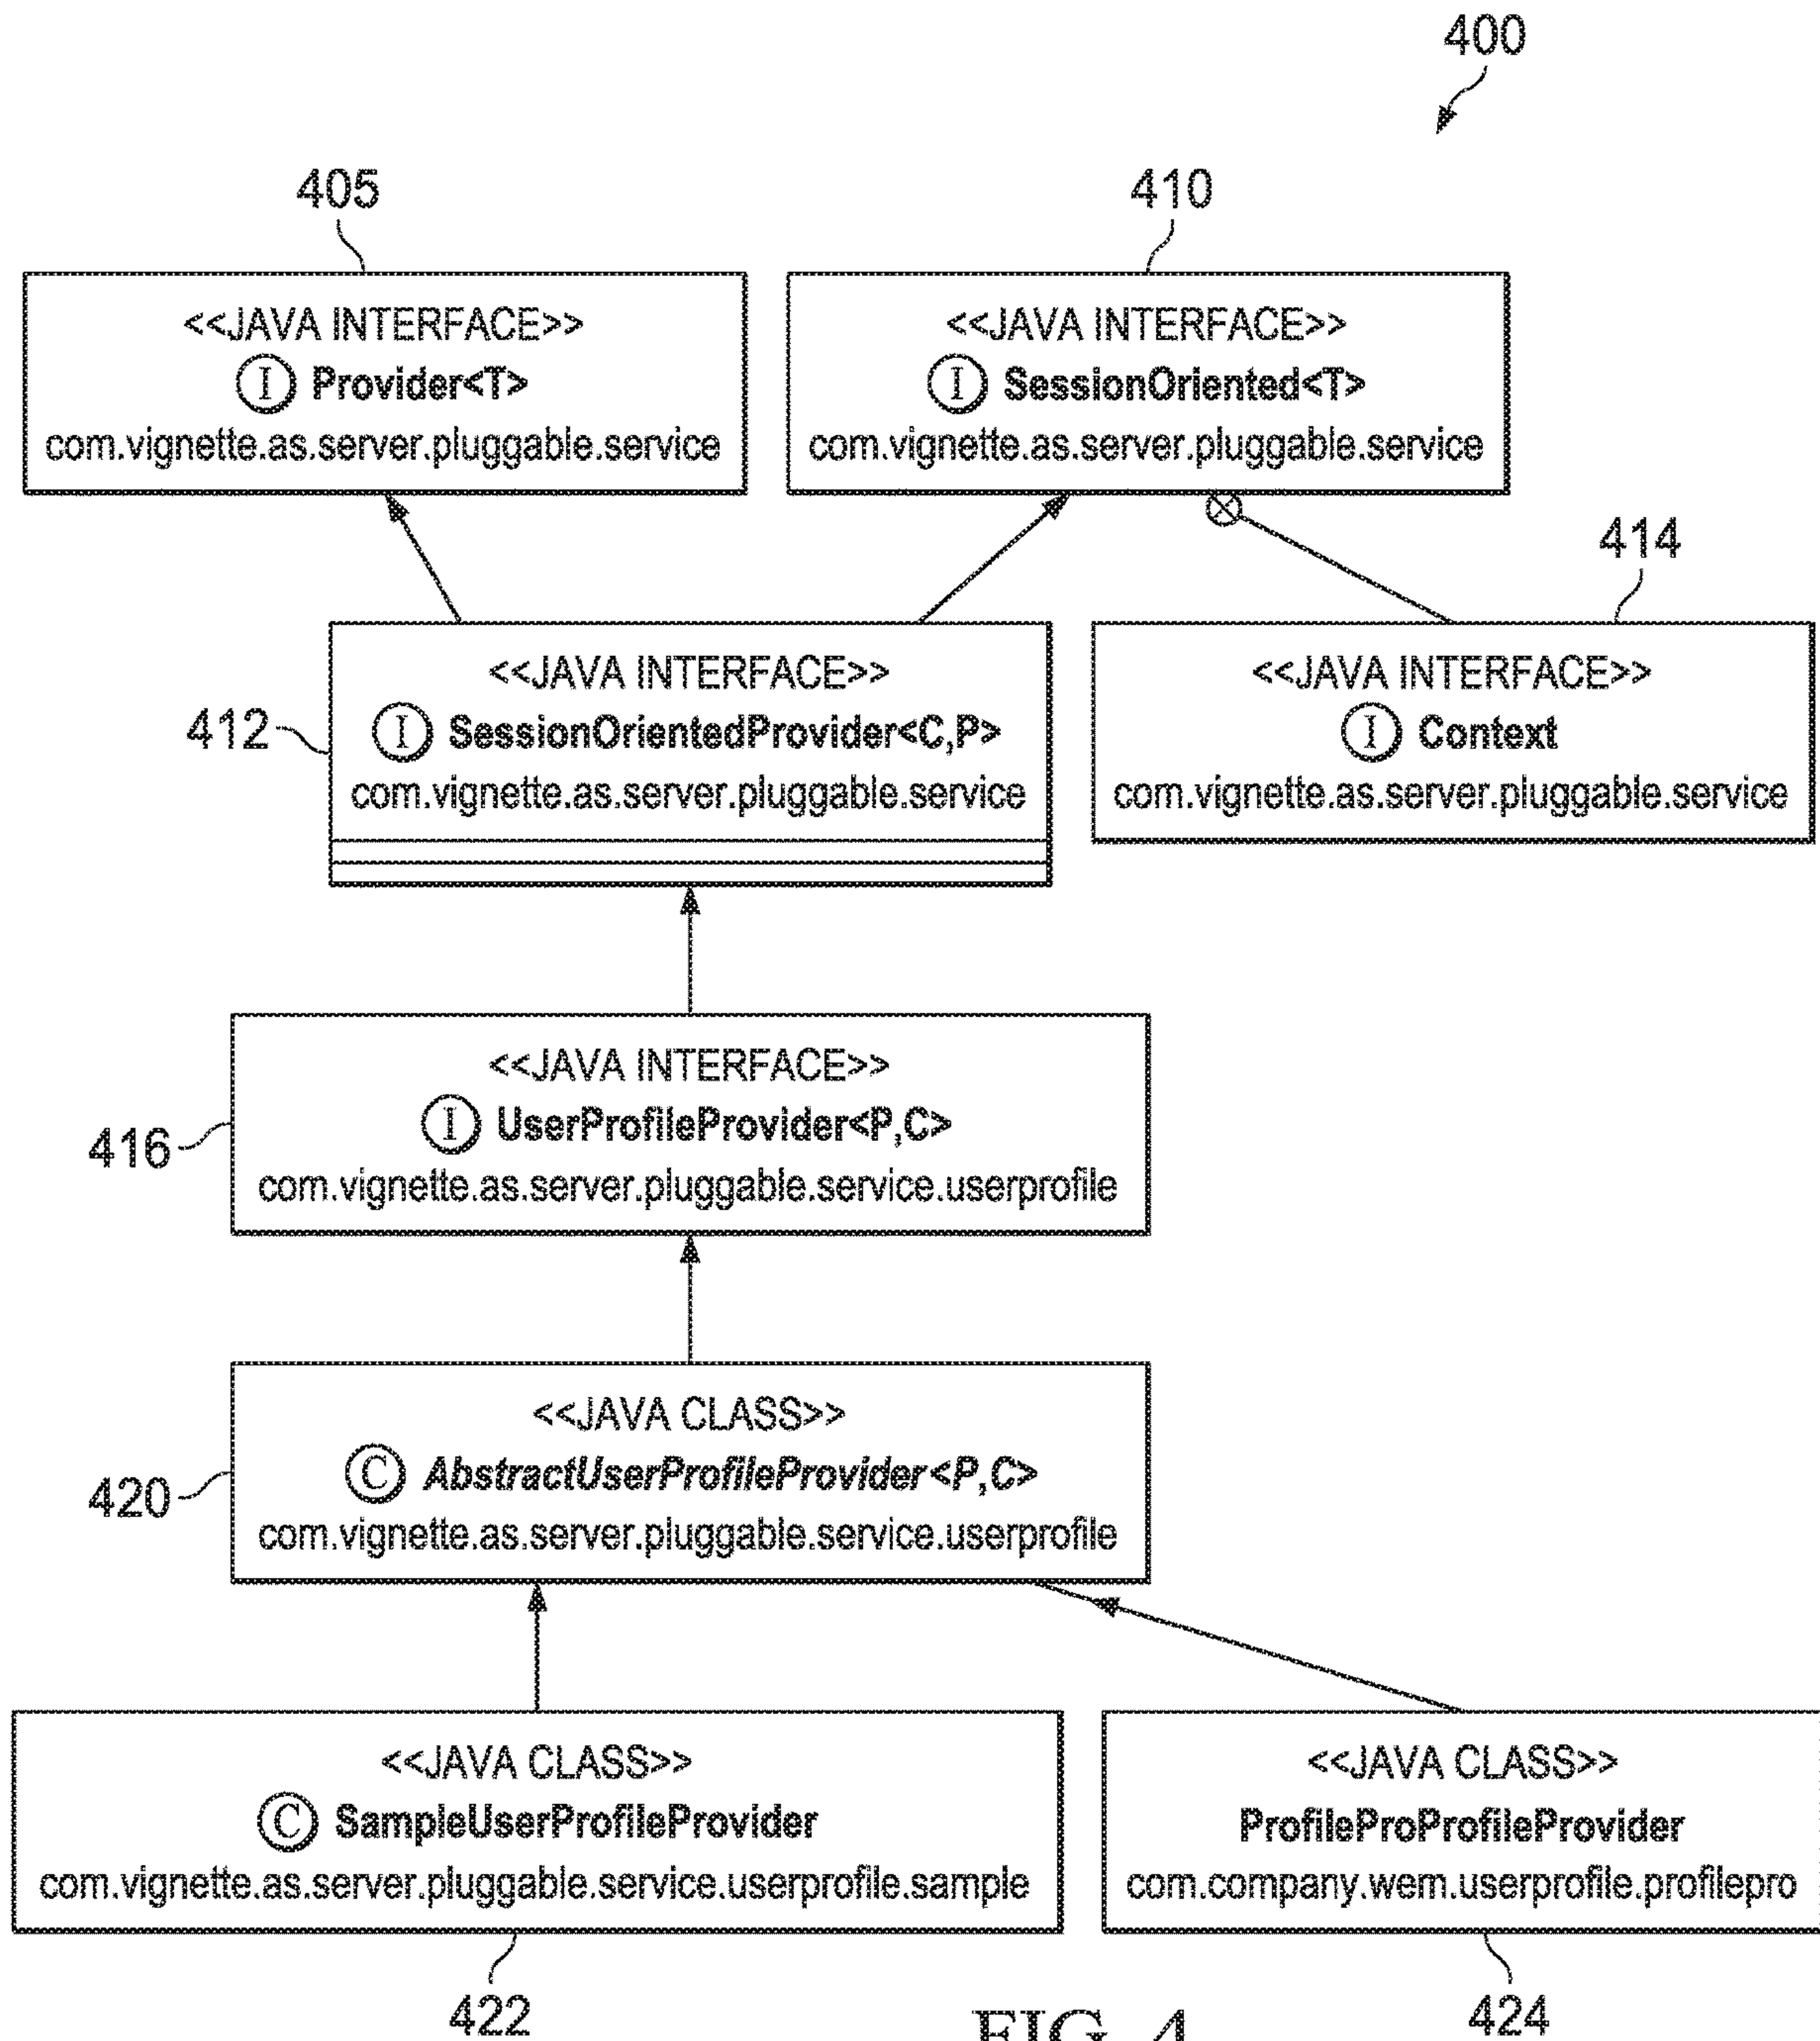 400
405
410
<<JAVA INTERFACE>>
I Provider<T>
com.vignette.as.server.pluggable.service
<<JAVA INTERFACE>>
I SessionOriented<T>
com.vignette.as.server.pluggable.service
414
412
<<JAVA INTERFACE>>
I SessionOrientedProvider<C,P>
com.vignette.as.server.pluggable.service
<<JAVA INTERFACE>>
I Context
com.vignette.as.server.pluggable.service
416
<<JAVA INTERFACE>>
I UserProfileProvider<P,C>
com.vignette.as.server.pluggable.service.userprofile
420
<<JAVA CLASS>>
C AbstractUserProfileProvider<P,C>
com.vignette.as.server.pluggable.service.userprofile
<<JAVA CLASS>>
C SampleUserProfileProvider
com.vignette.as.server.pluggable.service.userprofile.sample
<<JAVA CLASS>>
ProfileProProfileProvider
com.company.wem.userprofile.profilepro
422
FIG. 4
424